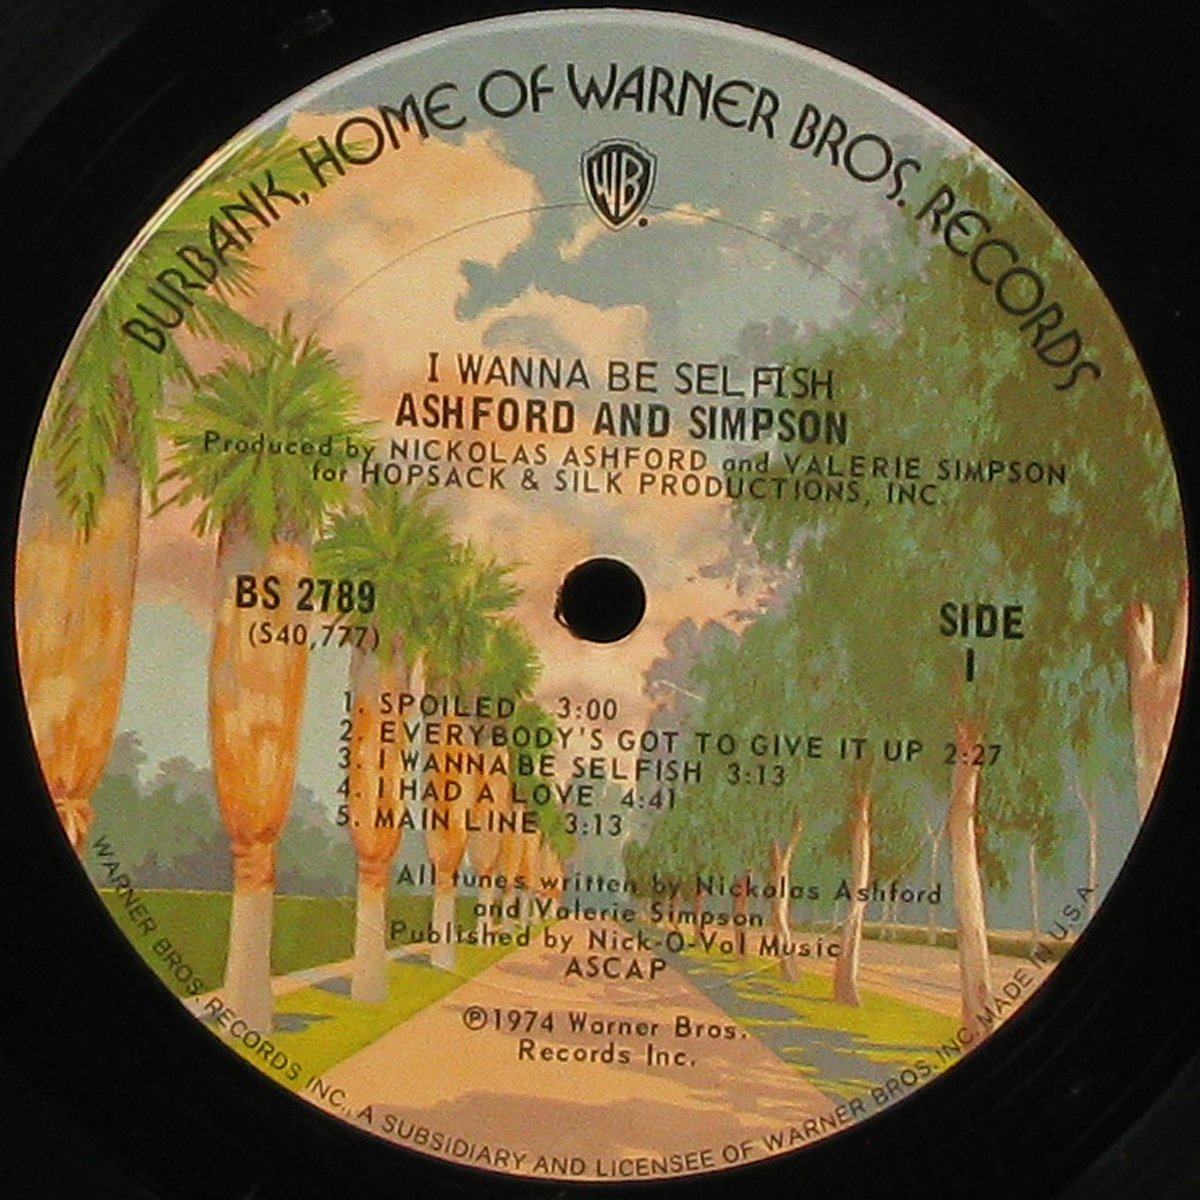 BURBANK, HOME OF WARNER BROS. RECORDS
WB
I WANNA BE SELFISH
ASHFORD AND SIMPSON
Produced by NICKOLAS ASHFORD and VALERIE SIMPSON
for HOPSACK & SILK PRODUCTIONS, INC.
BS 2789
(S40,777)
SIDE
1
1. SPOILED 3:00
2. EVERYBODY'S GOT TO GIVE IT UP 2:27
3. I WANNA BE SELFISH 3:13
4. I HAD A LOVE 4:41
5. MAIN LINE 3:13
All tunes written by Nickolas Ashford
and Valerie Simpson
Published by Nick-O-Val Music
ASCAP
℗1974 Warner Bros.
Records Inc.
WARNER BROS. RECORDS INC., A SUBSIDIARY AND LICENSEE OF WARNER BROS. INC. MADE IN U.S.A.